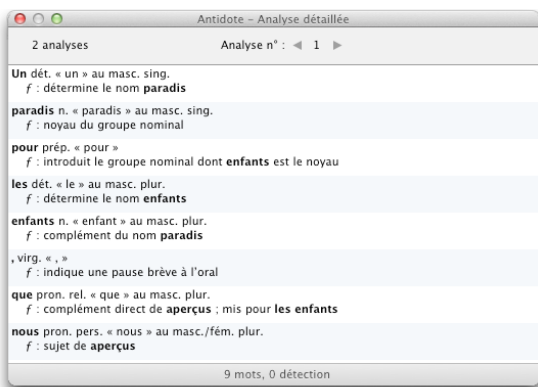 Antidote – Analyse détaillée
2 analyses
Analyse n° : ◀ 1 ▶
Un dét. « un » au masc. sing.
ƒ : détermine le nom paradis
paradis n. « paradis » au masc. sing.
ƒ : noyau du groupe nominal
pour prép. « pour »
ƒ : introduit le groupe nominal dont enfants est le noyau
les dét. « le » au masc. plur.
ƒ : détermine le nom enfants
enfants n. « enfant » au masc. plur.
ƒ : complément du nom paradis
, virg. « , »
ƒ : indique une pause brève à l'oral
que pron. rel. « que » au masc. plur.
ƒ : complément direct de aperçus ; mis pour les enfants
nous pron. pers. « nous » au masc./fém. plur.
ƒ : sujet de aperçus
9 mots, 0 détection